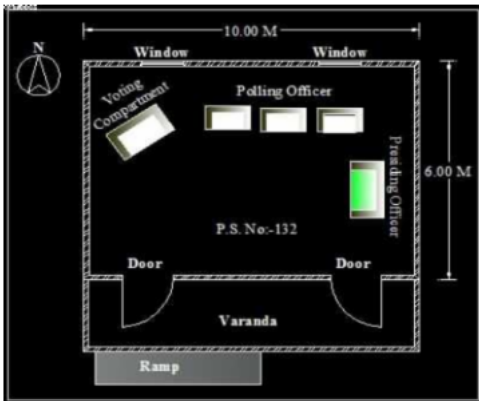 10.00 M
N
Window
Window
Voting
Compartment
Polling Officer
Presiding Officer
6.00 M
P.S. No:-132
Door
Door
Varanda
Ramp